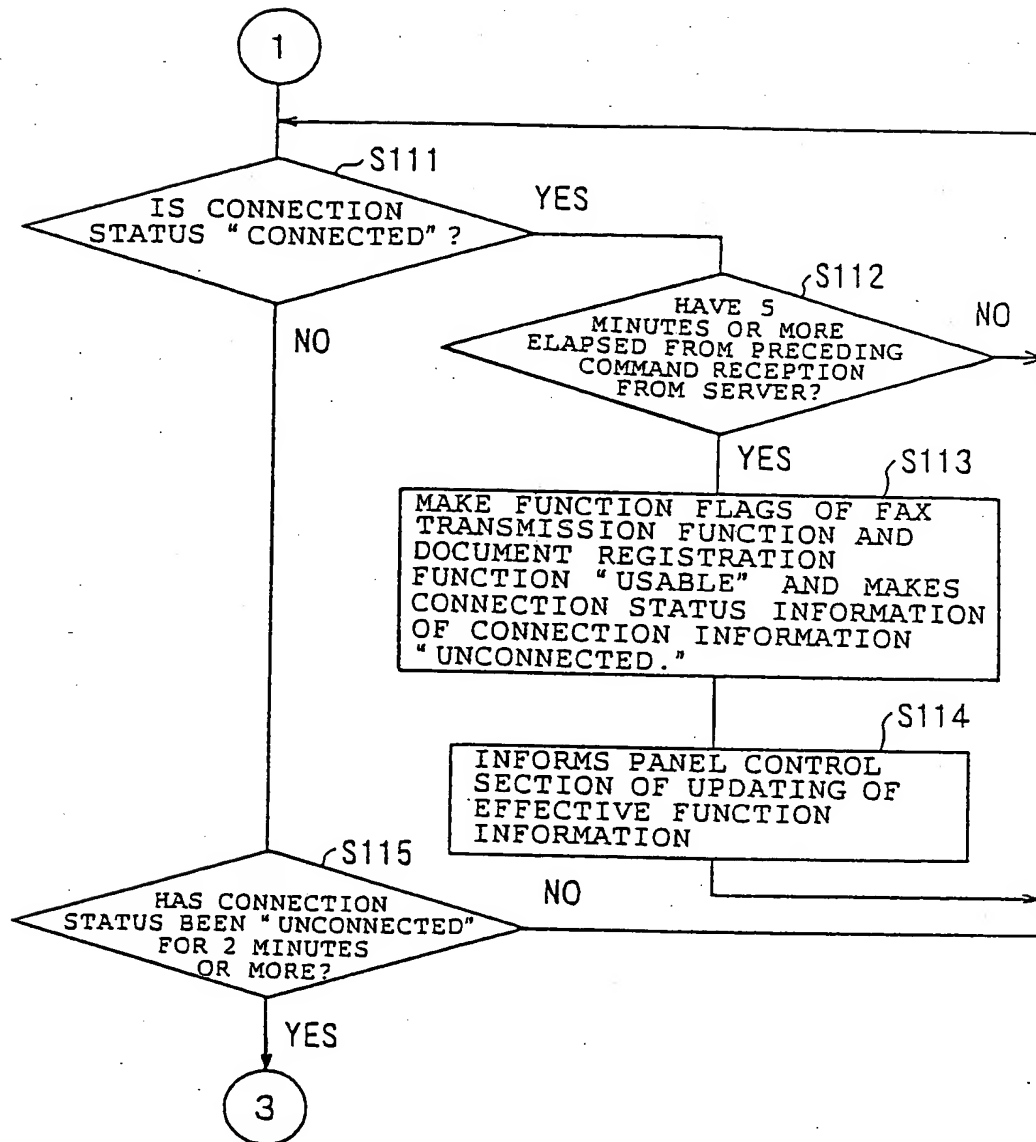 1
S111
IS CONNECTION
STATUS "CONNECTED"?
YES
NO
S112
HAVE 5
MINUTES OR MORE
ELAPSED FROM PRECEDING
COMMAND RECEPTION
FROM SERVER?
NO
YES
S113
MAKE FUNCTION FLAGS OF FAX
TRANSMISSION FUNCTION AND
DOCUMENT REGISTRATION
FUNCTION "USABLE" AND MAKES
CONNECTION STATUS INFORMATION
OF CONNECTION INFORMATION
"UNCONNECTED."
S114
INFORMS PANEL CONTROL
SECTION OF UPDATING OF
EFFECTIVE FUNCTION
INFORMATION
S115
HAS CONNECTION
STATUS BEEN "UNCONNECTED"
FOR 2 MINUTES
OR MORE?
NO
YES
3